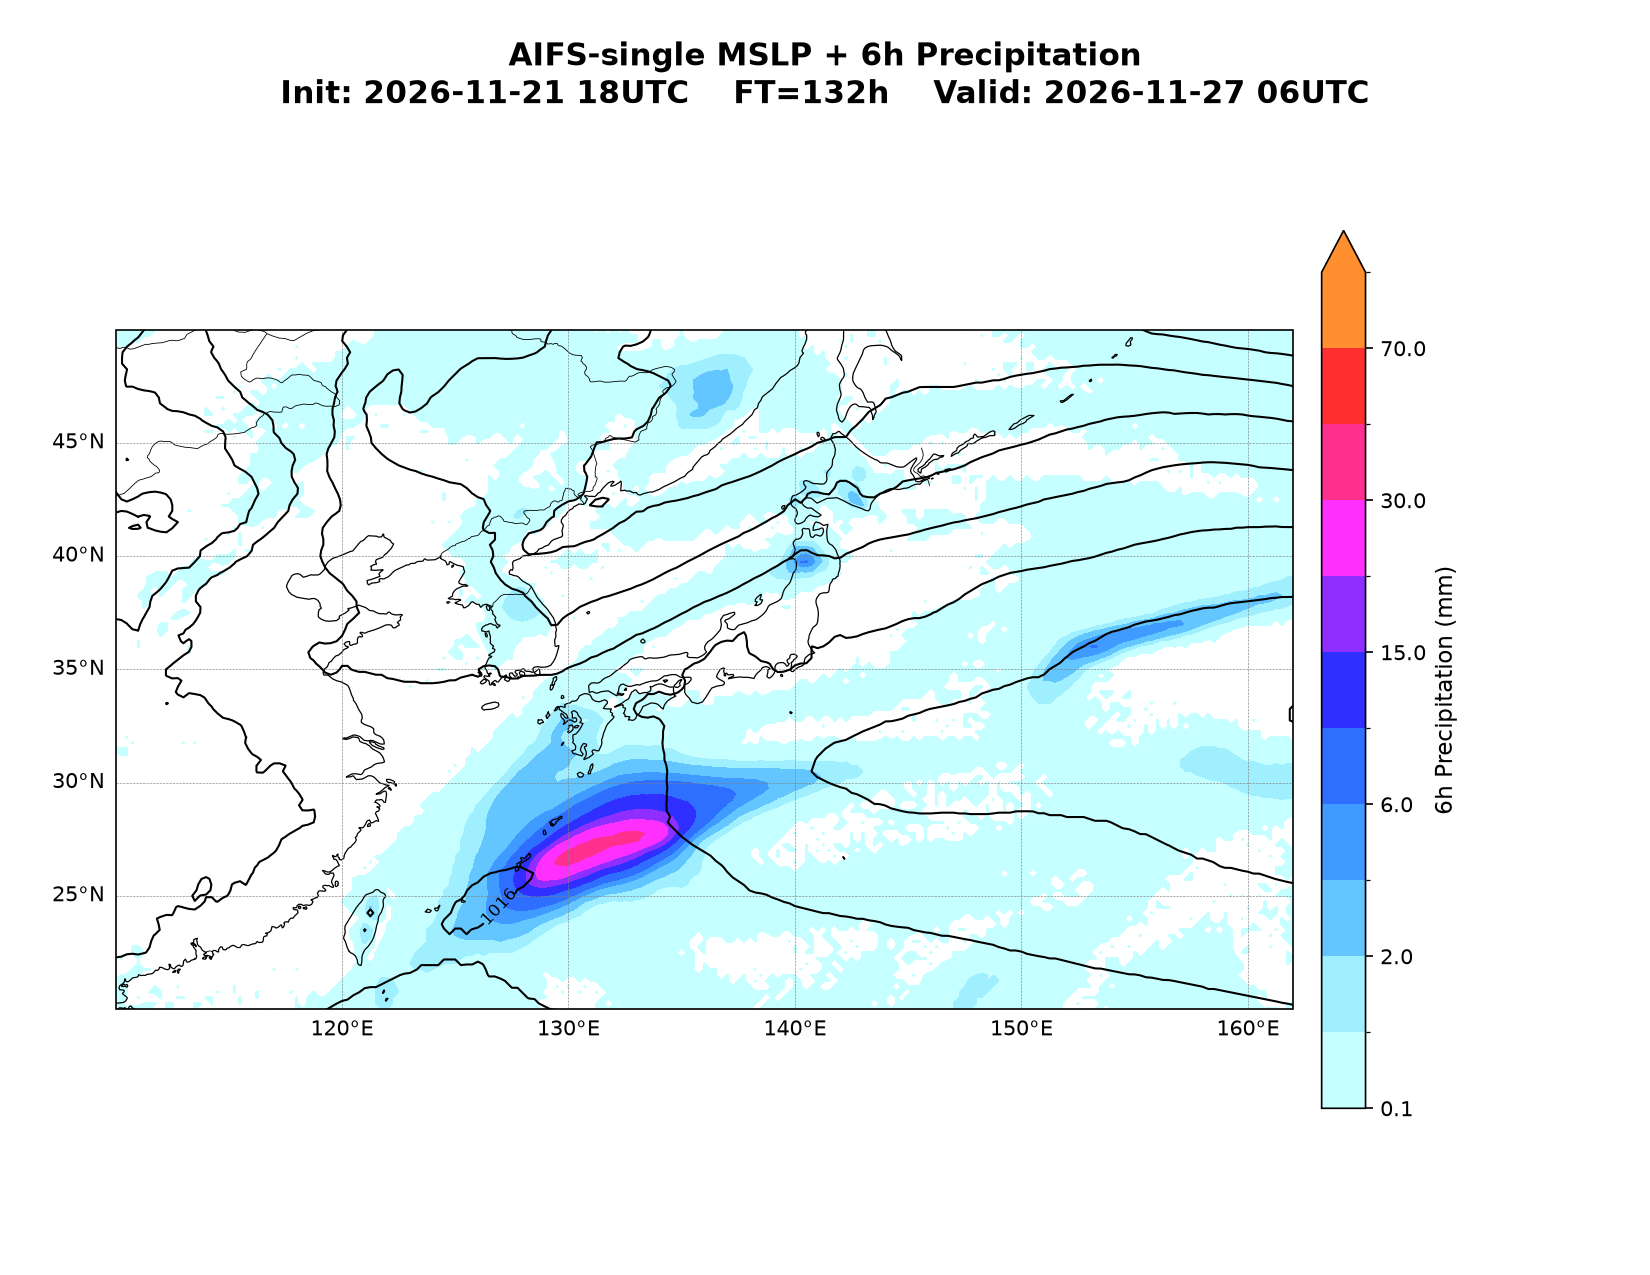 AIFS-single MSLP + 6h Precipitation
Init: 2026-11-21 18UTC    FT=132h    Valid: 2026-11-27 06UTC
70.0
30.0
15.0
6.0
2.0
0.1
6h Precipitation (mm)
45°N
40°N
35°N
30°N
25°N
1016
120°E
130°E
140°E
150°E
160°E